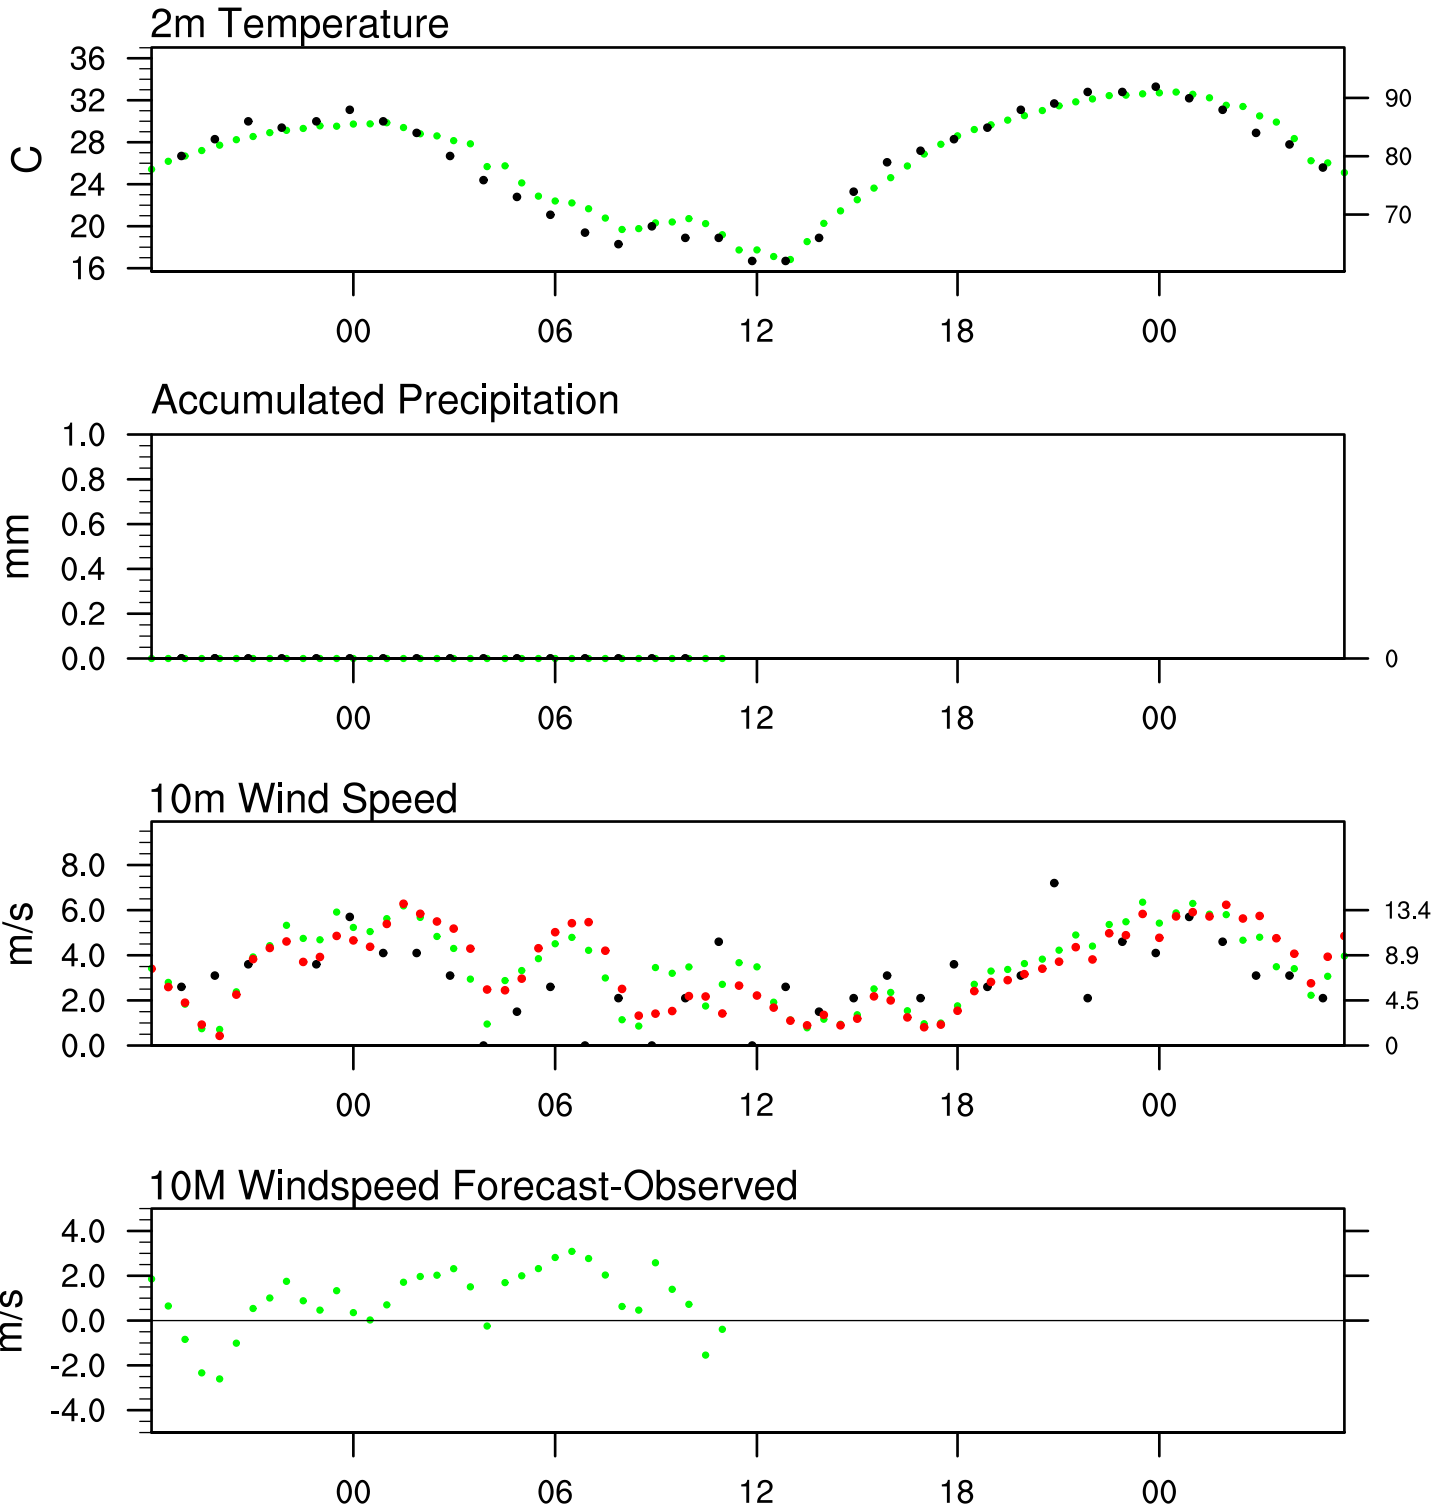 2m Temperature
36
32
28
24
20
16
C
90
80
70
00 06 12 18 00
Accumulated Precipitation
1.0
0.8
0.6
0.4
0.2
0.0
mm
0
00 06 12 18 00
10m Wind Speed
8.0
6.0
4.0
2.0
0.0
m/s
13.4
8.9
4.5
0
00 06 12 18 00
10M Windspeed Forecast-Observed
4.0
2.0
0.0
-2.0
-4.0
m/s
00 06 12 18 00